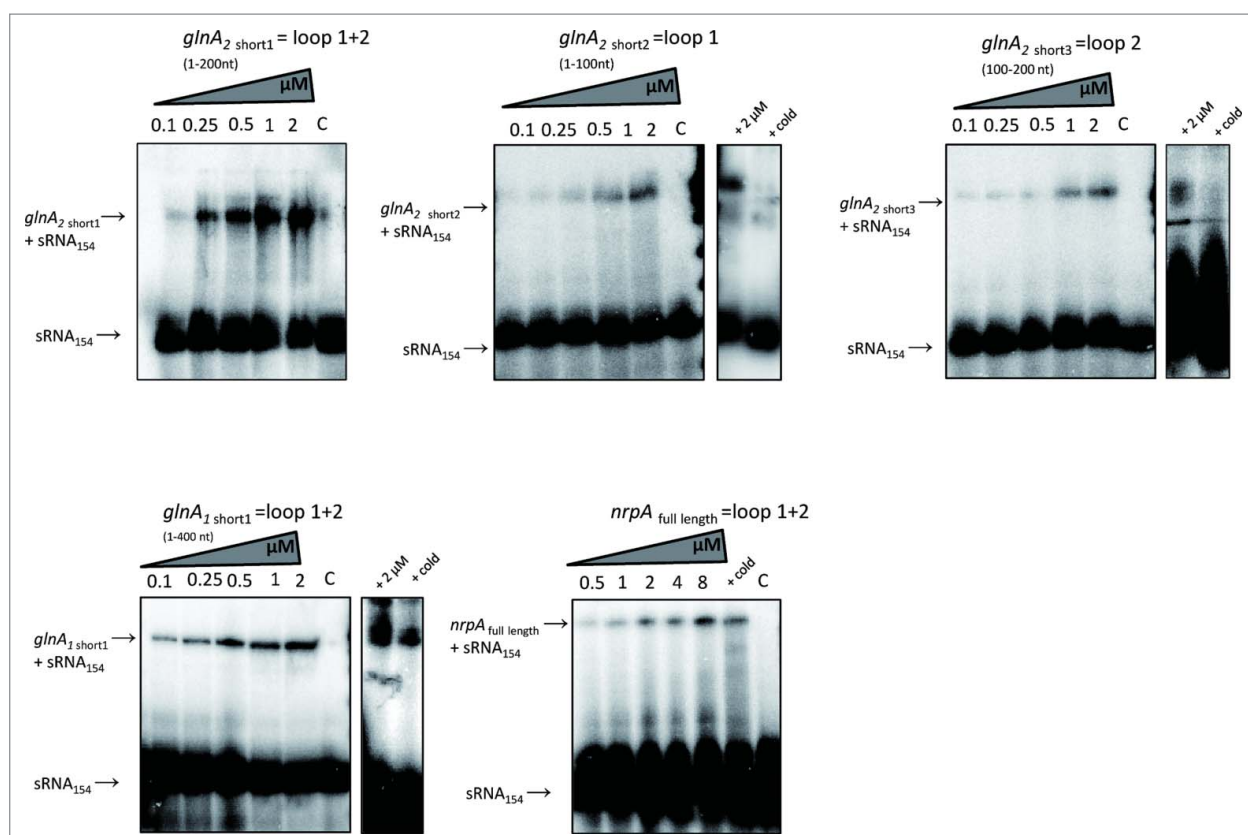 glnA2 short1 = loop 1+2
(1-200nt)
µM
0.1 0.25 0.5 1 2 C
glnA2 short1
+ sRNA154
sRNA154
glnA2 short2 = loop 1
(1-100nt)
µM
0.1 0.25 0.5 1 2 C
+ 2 µM
+ cold
glnA2 short2
+ sRNA154
sRNA154
glnA2 short3 =loop 2
(100-200 nt)
µM
0.1 0.25 0.5 1 2 C
+ 2 µM
+ cold
glnA2 short3
+ sRNA154
sRNA154
glnA1 short1 =loop 1+2
(1-400 nt)
µM
0.1 0.25 0.5 1 2 C
+ 2 µM
+ cold
glnA1 short1
+ sRNA154
sRNA154
nrpA full length =loop 1+2
µM
0.5 1 2 4 8 + cold C
nrpA full length
+ sRNA154
sRNA154